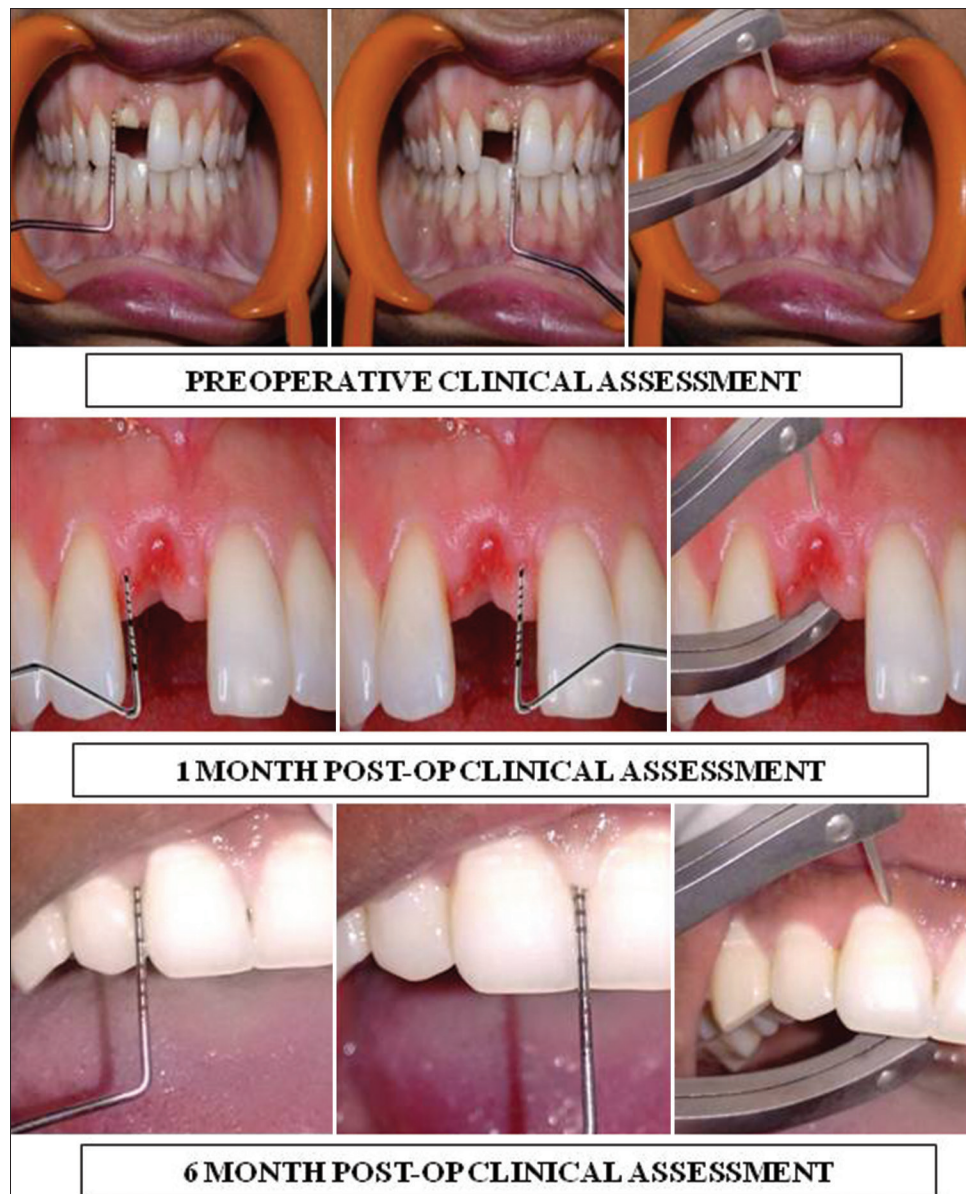 PREOPERATIVE CLINICAL ASSESSMENT
1 MONTH POST-OP CLINICAL ASSESSMENT
6 MONTH POST-OP CLINICAL ASSESSMENT